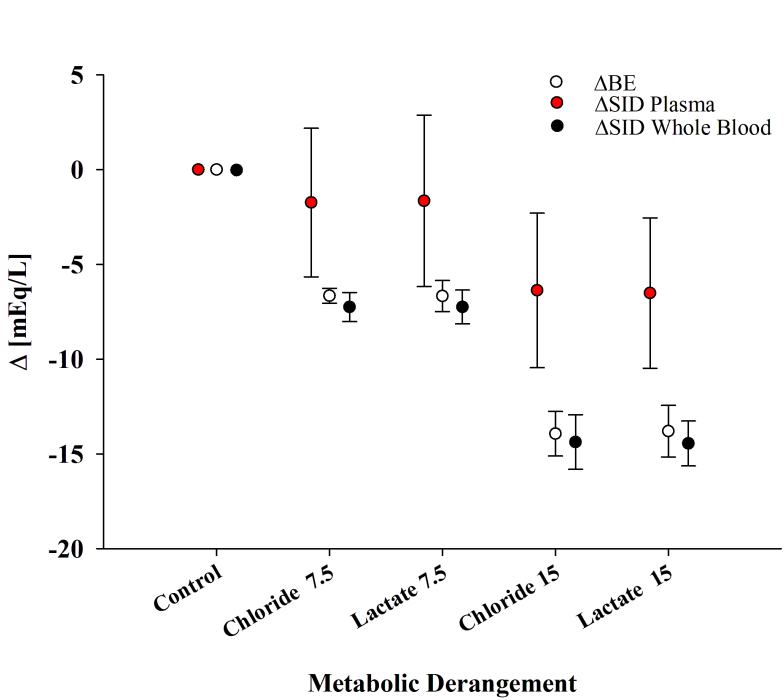 5
ΔBE
ΔSID Plasma
ΔSID Whole Blood
0
-5
-10
-15
-20
Δ [mEq/L]
Control
Chloride 7.5
Lactate 7.5
Chloride 15
Lactate 15
Metabolic Derangement